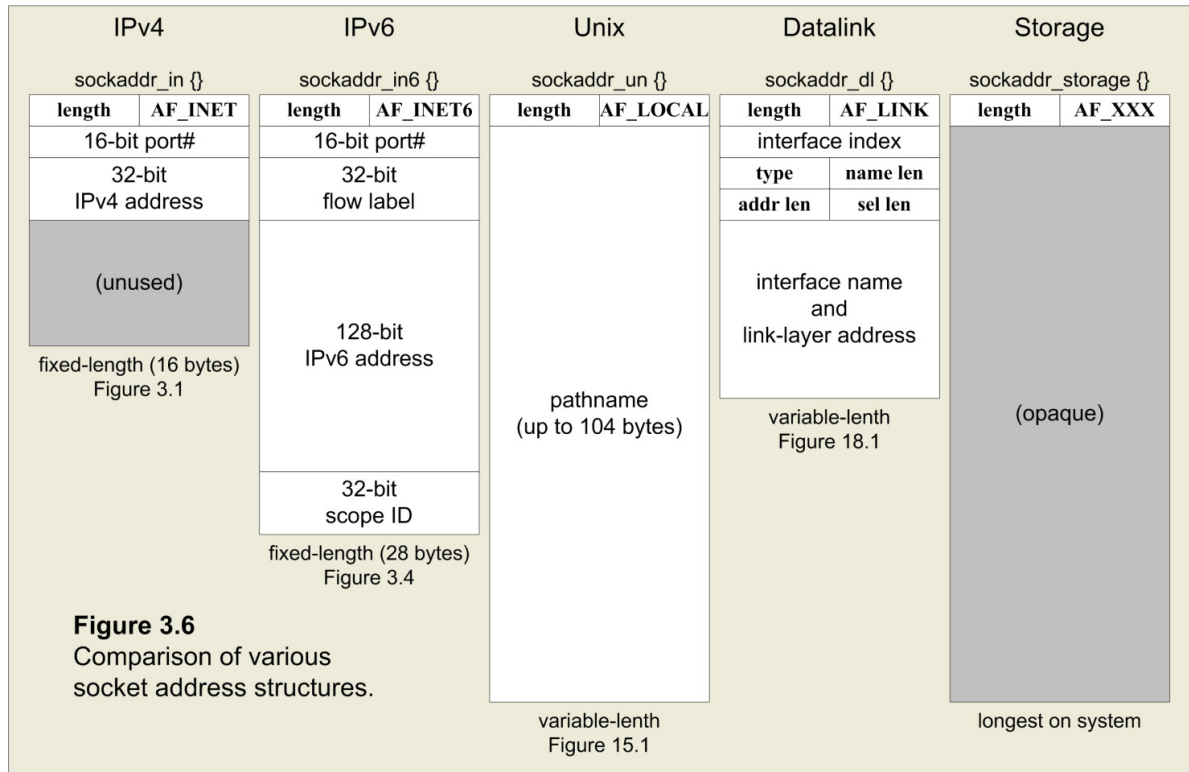 IPv4
IPv6
Unix
Datalink
Storage
sockaddr_in {}
sockaddr_in6 {}
sockaddr_un {}
sockaddr_dl {}
sockaddr_storage {}
length
AF_INET
16-bit port#
32-bit
IPv4 address
(unused)
fixed-length (16 bytes)
Figure 3.1
length
AF_INET6
16-bit port#
32-bit
flow label
128-bit
IPv6 address
32-bit
scope ID
fixed-length (28 bytes)
Figure 3.4
length
AF_LOCAL
pathname
(up to 104 bytes)
variable-lenth
Figure 15.1
length
AF_LINK
interface index
type
name len
addr len
sel len
interface name
and
link-layer address
variable-lenth
Figure 18.1
length
AF_XXX
(opaque)
longest on system
Figure 3.6
Comparison of various
socket address structures.